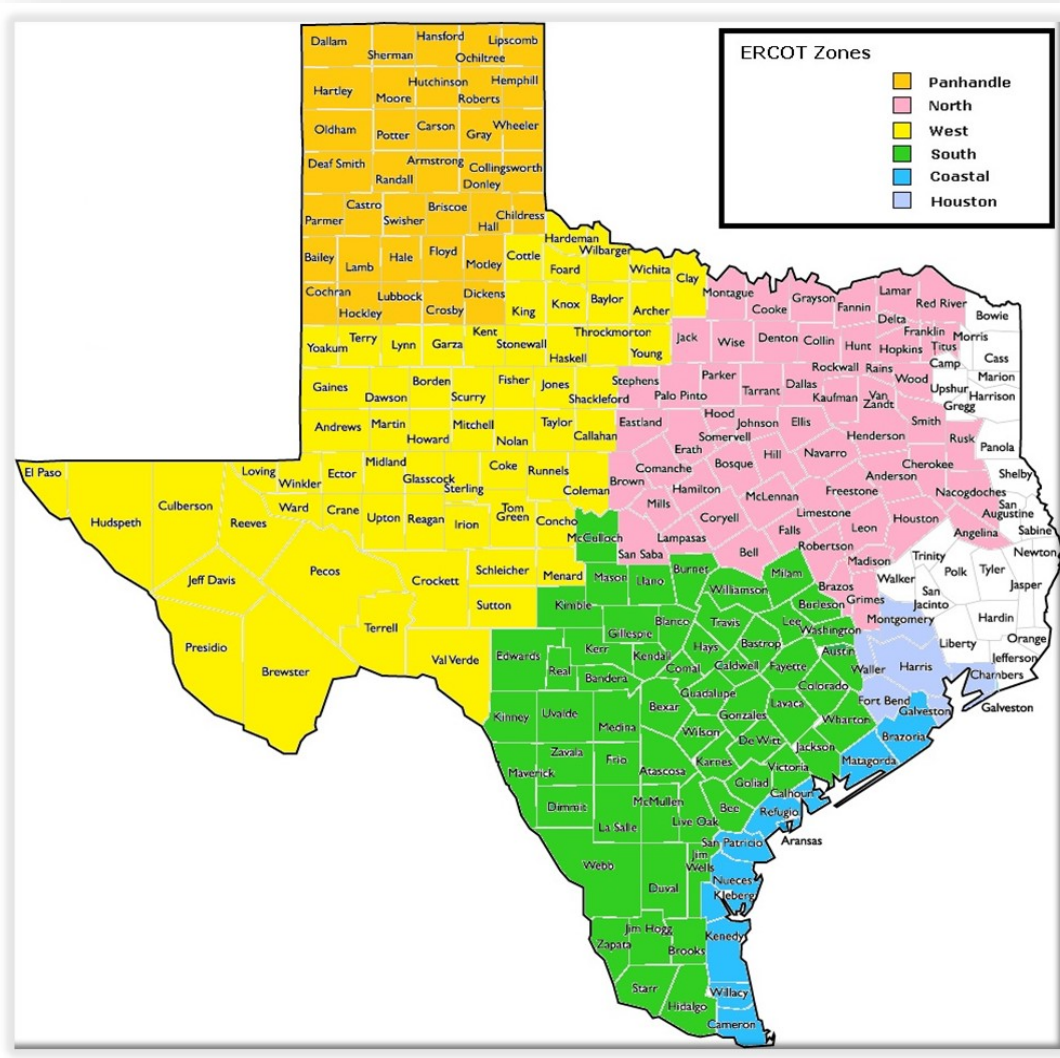 ERCOT Zones
Panhandle
North
West
South
Coastal
Houston
Dallam
Sherman
Hansford
Ochiltree
Lipscomb
Hartley
Moore
Hutchinson
Roberts
Hemphill
Oldham
Potter
Carson
Gray
Wheeler
Deaf Smith
Randall
Armstrong
Donley
Collingsworth
Parmer
Castro
Swisher
Briscoe
Hall
Childress
Bailey
Lamb
Hale
Floyd
Motley
Cottle
Hardeman
Foard
Wilbarger
Wichita
Clay
Cochran
Hockley
Lubbock
Crosby
Dickens
King
Knox
Baylor
Archer
Montague
Cooke
Grayson
Fannin
Lamar
Red River
Delta
Bowie
Yoakum
Terry
Lynn
Garza
Kent
Stonewall
Haskell
Throckmorton
Young
Jack
Wise
Denton
Collin
Hunt
Hopkins
Franklin
Titus
Morris
Camp
Cass
Marion
Gaines
Dawson
Borden
Scurry
Fisher
Jones
Shackleford
Stephens
Palo Pinto
Parker
Tarrant
Dallas
Rockwall
Rains
Kaufman
Van
Zandt
Wood
Upshur
Gregg
Harrison
Andrews
Martin
Howard
Mitchell
Nolan
Taylor
Callahan
Eastland
Erath
Hood
Somervell
Johnson
Ellis
Henderson
Smith
Rusk
Panola
El Paso
Hudspeth
Culberson
Loving
Winkler
Ector
Midland
Glasscock
Sterling
Coke
Runnels
Coleman
Brown
Comanche
Bosque
Hill
Navarro
Anderson
Cherokee
Shelby
Reeves
Ward
Crane
Upton
Reagan
Irion
Tom
Green
Concho
McCulloch
Mills
Hamilton
McLennan
Limestone
Freestone
Nacogdoches
San
Augustine
Sabine
San Saba
Lampasas
Coryell
Bell
Falls
Robertson
Leon
Houston
Angelina
Newton
Jeff Davis
Pecos
Crockett
Schleicher
Menard
Mason
Llano
Burnet
Williamson
Milam
Brazos
Madison
Walker
Trinity
Polk
Tyler
Jasper
Presidio
Brewster
Terrell
Val Verde
Sutton
Kimble
Gillespie
Blanco
Travis
Lee
Burleson
Washington
Grimes
Montgomery
San
Jacinto
Hardin
Liberty
Orange
Jefferson
Chambers
Edwards
Real
Kerr
Bandera
Kendall
Comal
Hays
Caldwell
Bastrop
Fayette
Austin
Waller
Harris
Colorado
Fort Bend
Galveston
Galveston
Kinney
Uvalde
Medina
Bexar
Guadalupe
Gonzales
Lavaca
Wharton
Brazoria
Matagorda
Maverick
Zavala
Frio
Atascosa
Wilson
Karnes
De Witt
Jackson
Victoria
Goliad
Calhoun
Dimmit
La Salle
McMullen
Live Oak
Bee
Refugio
Aransas
San Patricio
Webb
Duval
Jim
Wells
Nueces
Kleberg
Zapata
Jim Hogg
Brooks
Kenedy
Starr
Hidalgo
Willacy
Cameron